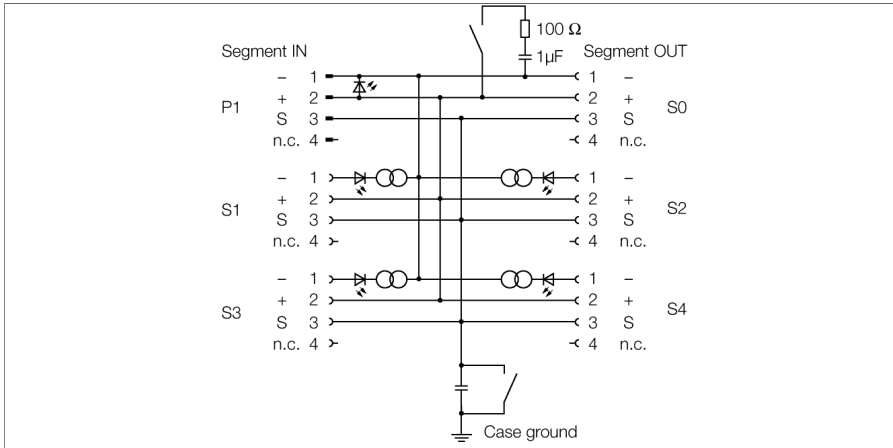 100 Ω
Segment IN
1µF
Segment OUT
− 1
1 −
P1
+ 2
2 +
S0
S 3
3 S
n.c. 4
4 n.c.
− 1
1 −
S1
+ 2
2 +
S2
S 3
3 S
n.c. 4
4 n.c.
− 1
1 −
S3
+ 2
2 +
S4
S 3
3 S
n.c. 4
4 n.c.
Case ground